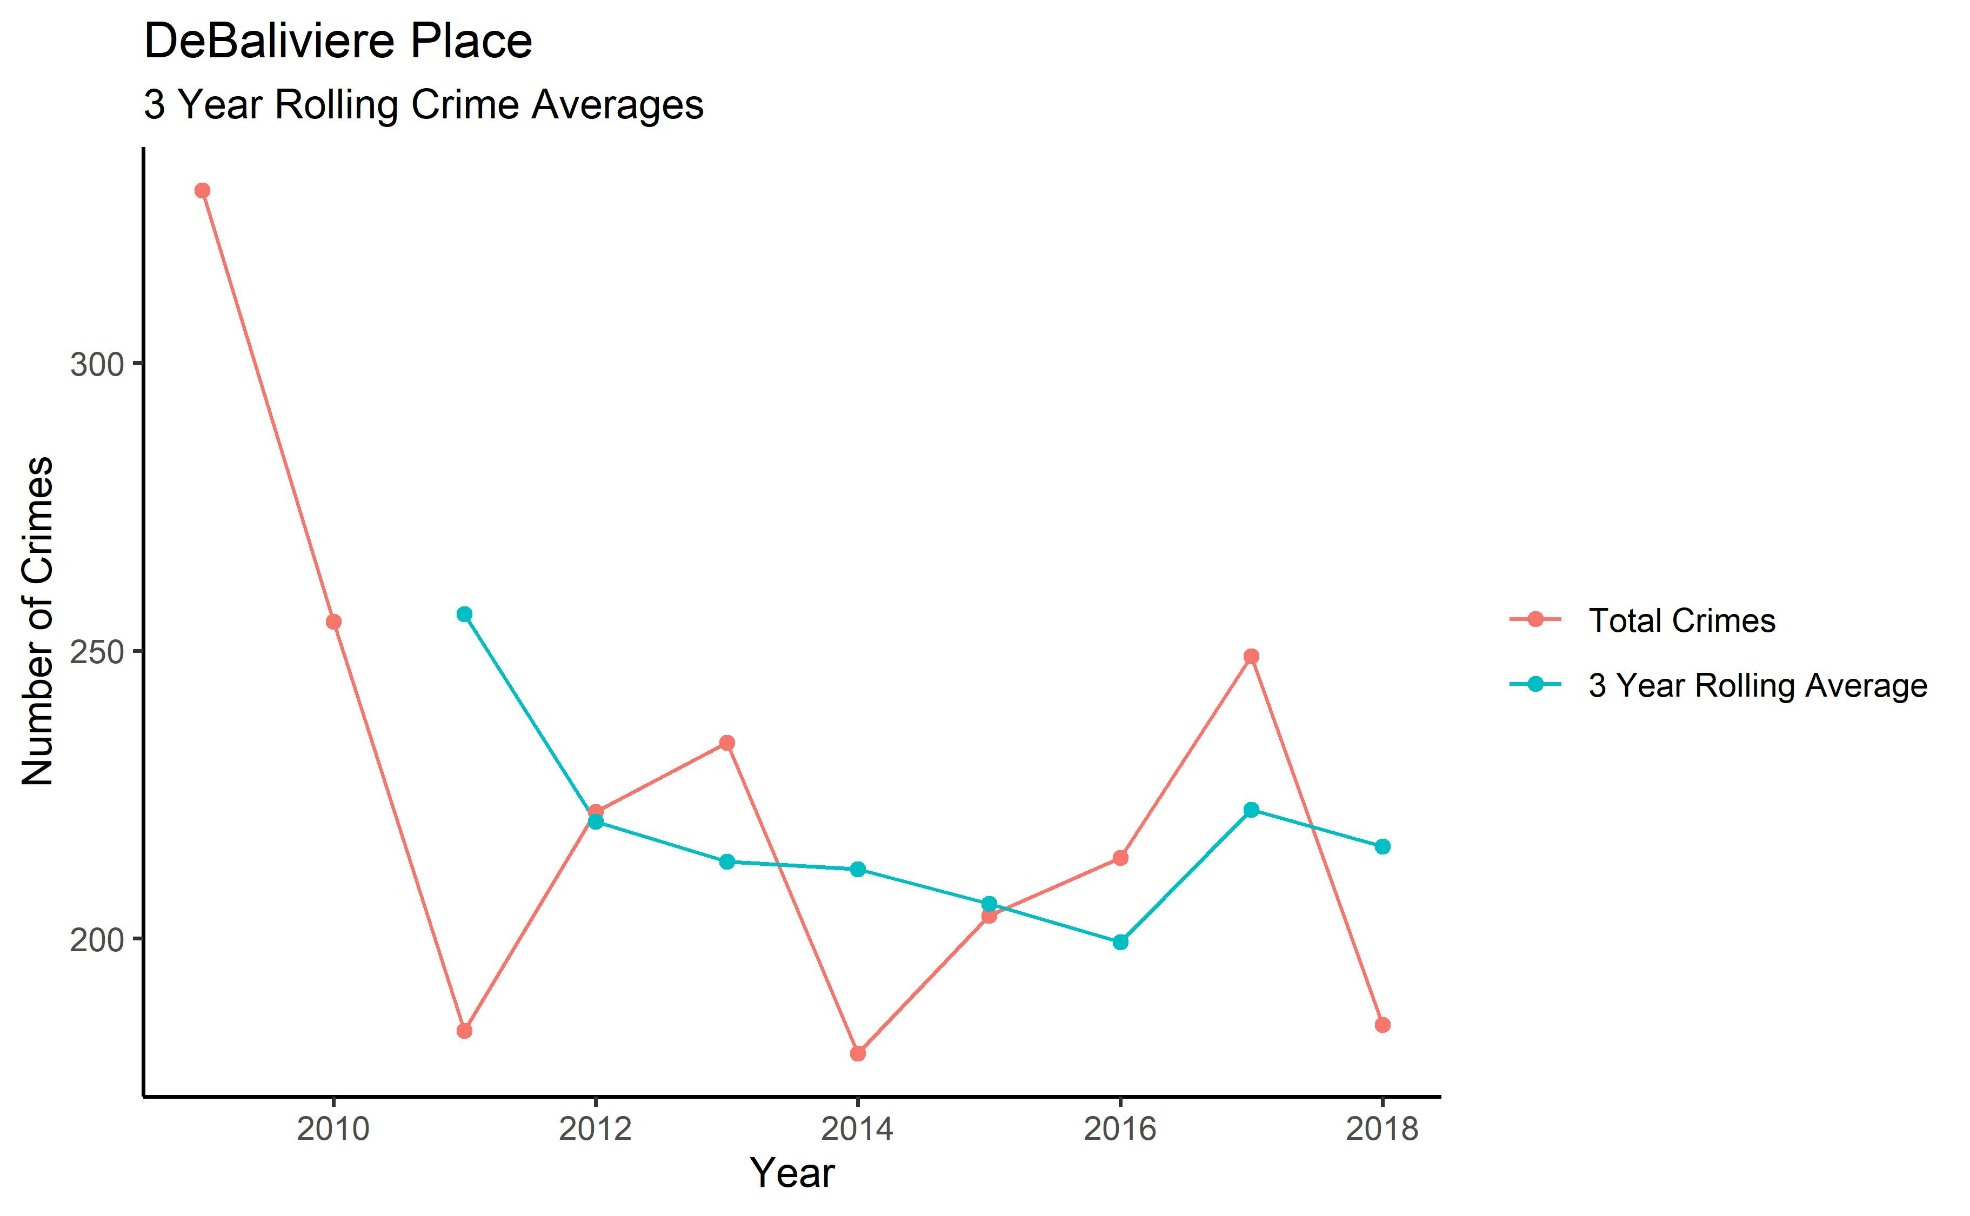 DeBaliviere Place
3 Year Rolling Crime Averages
Number of Crimes
300
250
200
2010 2012 2014 2016 2018
Year
Total Crimes
3 Year Rolling Average